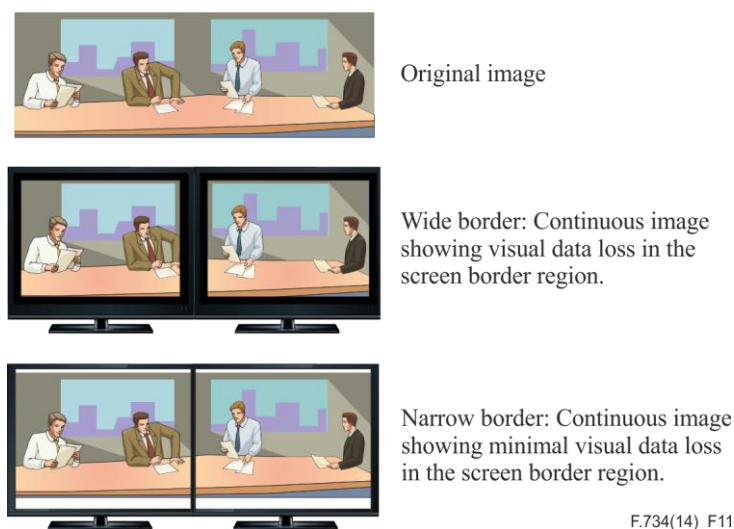 Original image
Wide border: Continuous image
showing visual data loss in the
screen border region.
Narrow border: Continuous image
showing minimal visual data loss
in the screen border region.
F.734(14)_F11